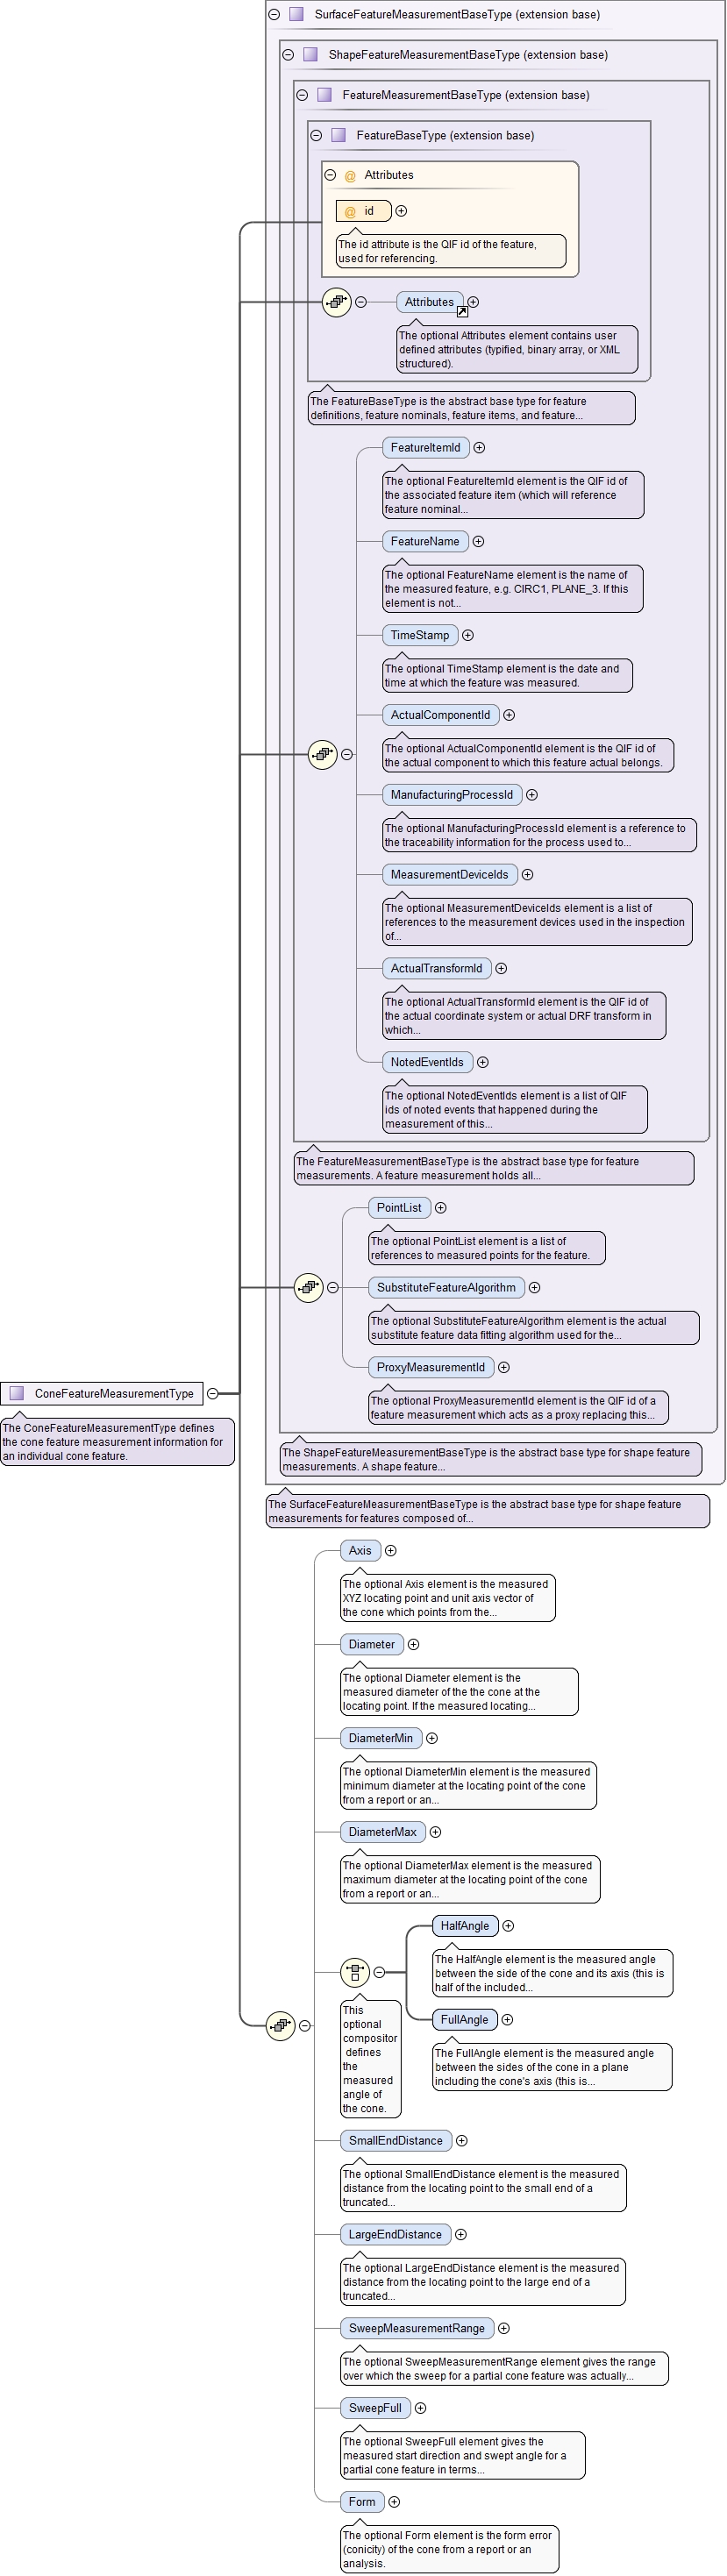 SurfaceFeatureMeasurementBaseType (extension base)
ShapeFeatureMeasurementBaseType (extension base)
FeatureMeasurementBaseType (extension base)
FeatureBaseType (extension base)
@ Attributes
@ id
The id attribute is the QIF id of the feature,
used for referencing.
Attributes
The optional Attributes element contains user
defined attributes (typified, binary array, or XML
structured).
The FeatureBaseType is the abstract base type for feature
definitions, feature nominals, feature items, and feature...
FeatureItemId
The optional FeatureItemId element is the QIF id of
the associated feature item (which will reference
feature nominal...
FeatureName
The optional FeatureName element is the name of
the measured feature, e.g. CIRC1, PLANE_3. If this
element is not...
TimeStamp
The optional TimeStamp element is the date and
time at which the feature was measured.
ActualComponentId
The optional ActualComponentId element is the QIF id of
the actual component to which this feature actual belongs.
ManufacturingProcessId
The optional ManufacturingProcessId element is a reference to
the traceability information for the process used to...
MeasurementDeviceIds
The optional MeasurementDeviceIds element is a list of
references to the measurement devices used in the inspection
of...
ActualTransformId
The optional ActualTransformId element is the QIF id of
the actual coordinate system or actual DRF transform in
which...
NotedEventIds
The optional NotedEventIds element is a list of QIF
ids of noted events that happened during the
measurement of this...
The FeatureMeasurementBaseType is the abstract base type for feature
measurements. A feature measurement holds all...
PointList
The optional PointList element is a list of
references to measured points for the feature.
SubstituteFeatureAlgorithm
The optional SubstituteFeatureAlgorithm element is the actual
substitute feature data fitting algorithm used for the...
ProxyMeasurementId
The optional ProxyMeasurementId element is the QIF id of a
feature measurement which acts as a proxy replacing this...
ConeFeatureMeasurementType
The ConeFeatureMeasurementType defines
the cone feature measurement information for
an individual cone feature.
The ShapeFeatureMeasurementBaseType is the abstract base type for shape feature
measurements. A shape feature...
The SurfaceFeatureMeasurementBaseType is the abstract base type for shape feature
measurements for features composed of...
Axis
The optional Axis element is the measured
XYZ locating point and unit axis vector of
the cone which points from the...
Diameter
The optional Diameter element is the
measured diameter of the the cone at the
locating point. If the measured locating...
DiameterMin
The optional DiameterMin element is the measured
minimum diameter at the locating point of the cone
from a report or an...
DiameterMax
The optional DiameterMax element is the measured
maximum diameter at the locating point of the cone
from a report or an...
HalfAngle
The HalfAngle element is the measured angle
between the side of the cone and its axis (this is
half of the included...
This
optional
compositor
defines
the
measured
angle of
the cone.
FullAngle
The FullAngle element is the measured angle
between the sides of the cone in a plane
including the cone's axis (this is...
SmallEndDistance
The optional SmallEndDistance element is the measured
distance from the locating point to the small end of a
truncated...
LargeEndDistance
The optional LargeEndDistance element is the measured
distance from the locating point to the large end of a
truncated...
SweepMeasurementRange
The optional SweepMeasurementRange element gives the range
over which the sweep for a partial cone feature was actually...
SweepFull
The optional SweepFull element gives the
measured start direction and swept angle for a
partial cone feature in terms...
Form
The optional Form element is the form error
(conicity) of the cone from a report or an
analysis.